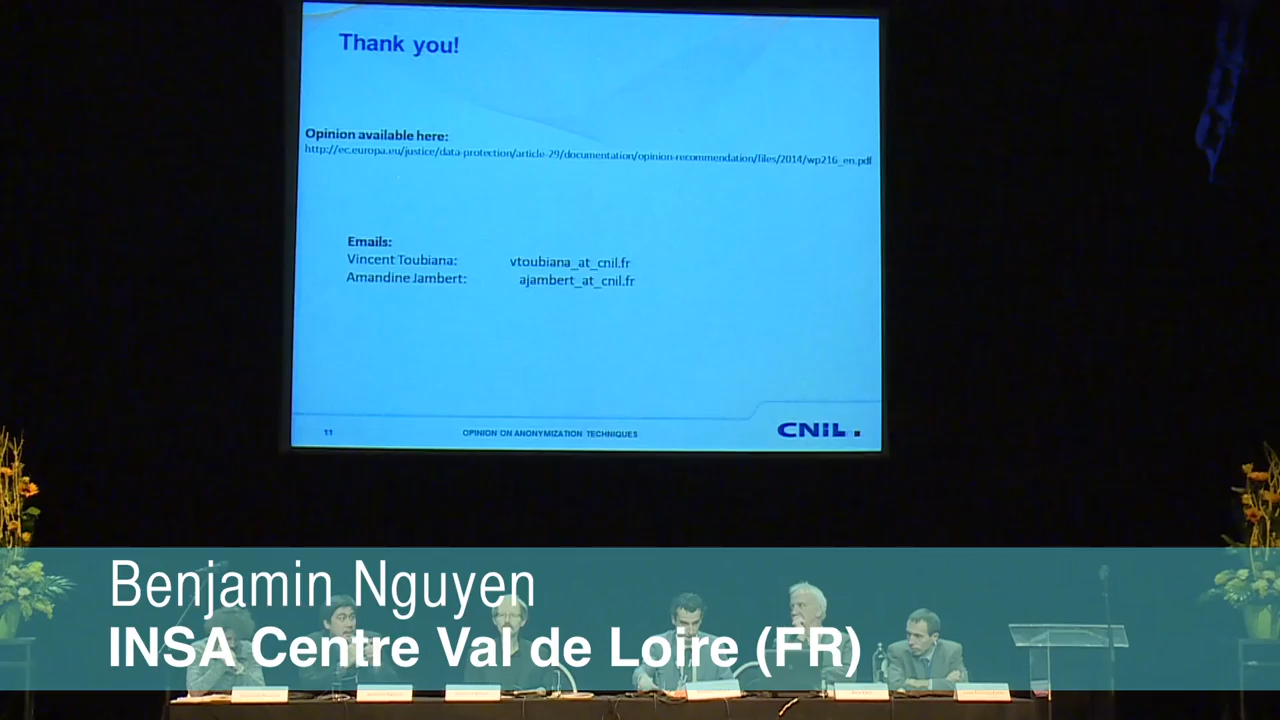 Thank you!
Opinion available here:
http://ec.europa.eu/justice/data-protection/article-29/documentation/opinion-recommendation/files/2014/wp216_en.pdf
Emails:
Vincent Toubiana: vtoubiana_at_cnil.fr
Amandine Jambert: ajambert_at_cnil.fr
11 OPINION ON ANONYMIZATION TECHNIQUES CNIL
Benjamin Nguyen
INSA Centre Val de Loire (FR)